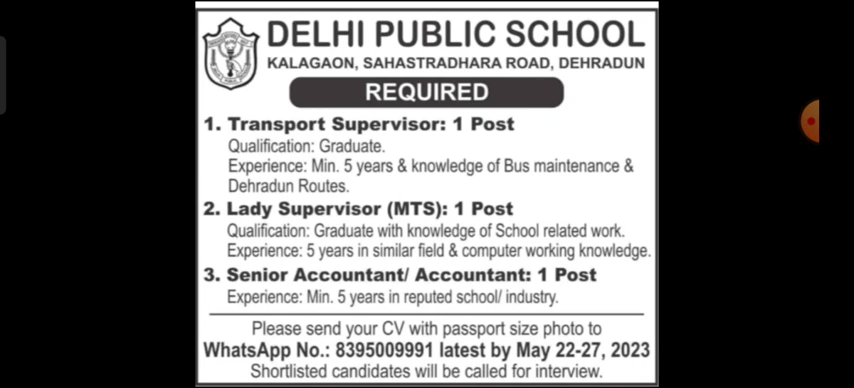 DELHI PUBLIC SCHOOL
KALAGAON, SAHASTRADHARA ROAD, DEHRADUN
REQUIRED
1. Transport Supervisor: 1 Post
Qualification: Graduate.
Experience: Min. 5 years & knowledge of Bus maintenance &
Dehradun Routes.
2. Lady Supervisor (MTS): 1 Post
Qualification: Graduate with knowledge of School related work.
Experience: 5 years in similar field & computer working knowledge.
3. Senior Accountant/ Accountant: 1 Post
Experience: Min. 5 years in reputed school/ industry.
Please send your CV with passport size photo to
WhatsApp No.: 8395009991 latest by May 22-27, 2023
Shortlisted candidates will be called for interview.